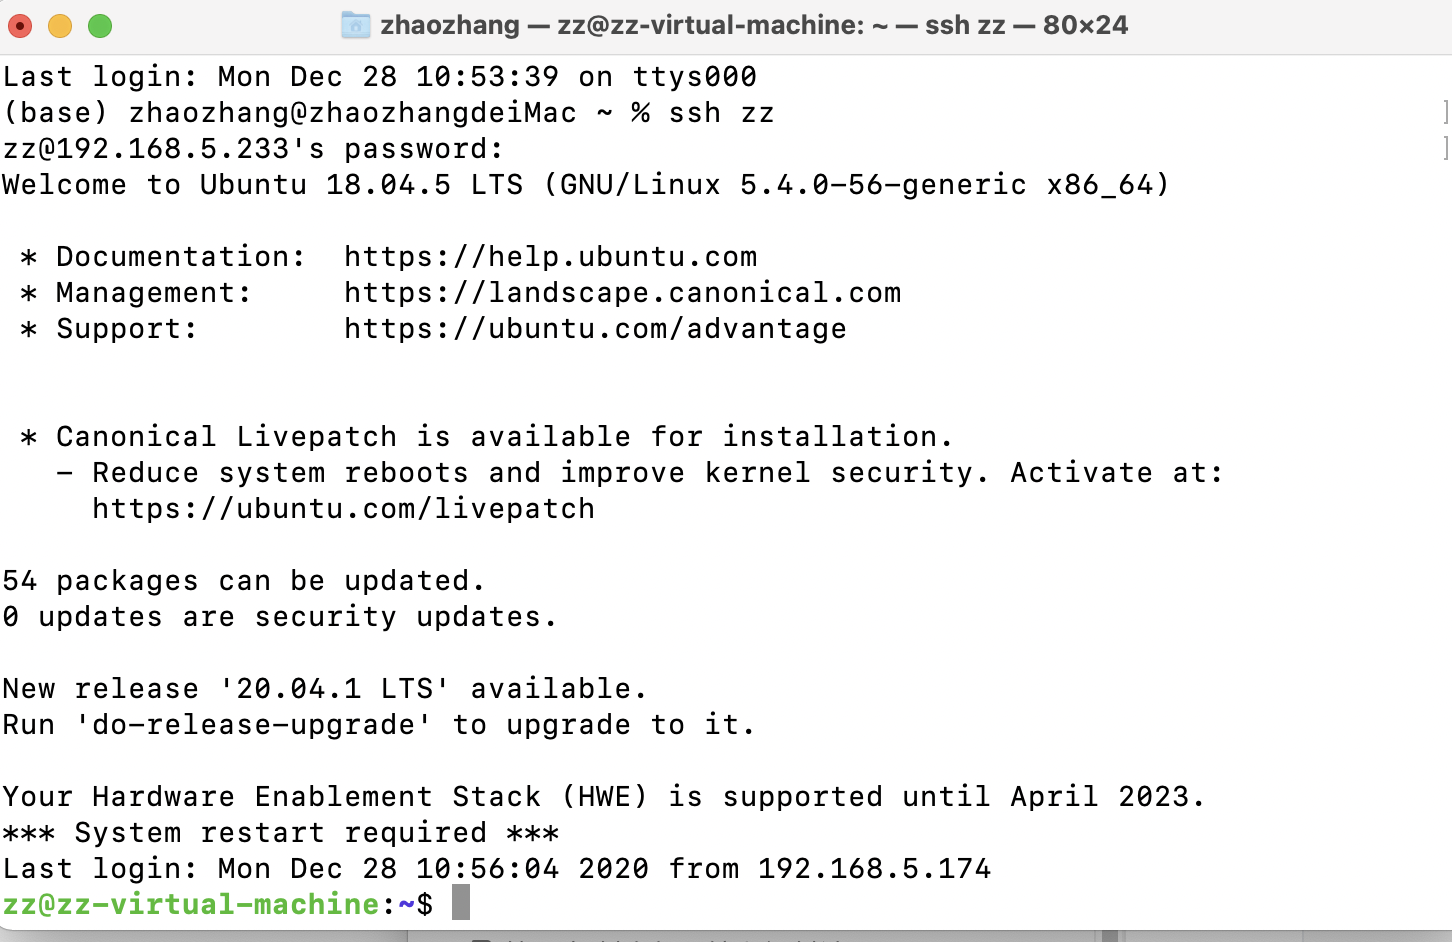 zhaozhang — zz@zz-virtual-machine: ~ — ssh zz — 80×24
Last login: Mon Dec 28 10:53:39 on ttys000
(base) zhaozhang@zhaozhangdeiMac ~ % ssh zz
zz@192.168.5.233's password:
Welcome to Ubuntu 18.04.5 LTS (GNU/Linux 5.4.0-56-generic x86_64)
* Documentation:  https://help.ubuntu.com
* Management:     https://landscape.canonical.com
* Support:        https://ubuntu.com/advantage
* Canonical Livepatch is available for installation.
- Reduce system reboots and improve kernel security. Activate at:
https://ubuntu.com/livepatch
54 packages can be updated.
0 updates are security updates.
New release '20.04.1 LTS' available.
Run 'do-release-upgrade' to upgrade to it.
Your Hardware Enablement Stack (HWE) is supported until April 2023.
*** System restart required ***
Last login: Mon Dec 28 10:56:04 2020 from 192.168.5.174
zz@zz-virtual-machine:~$